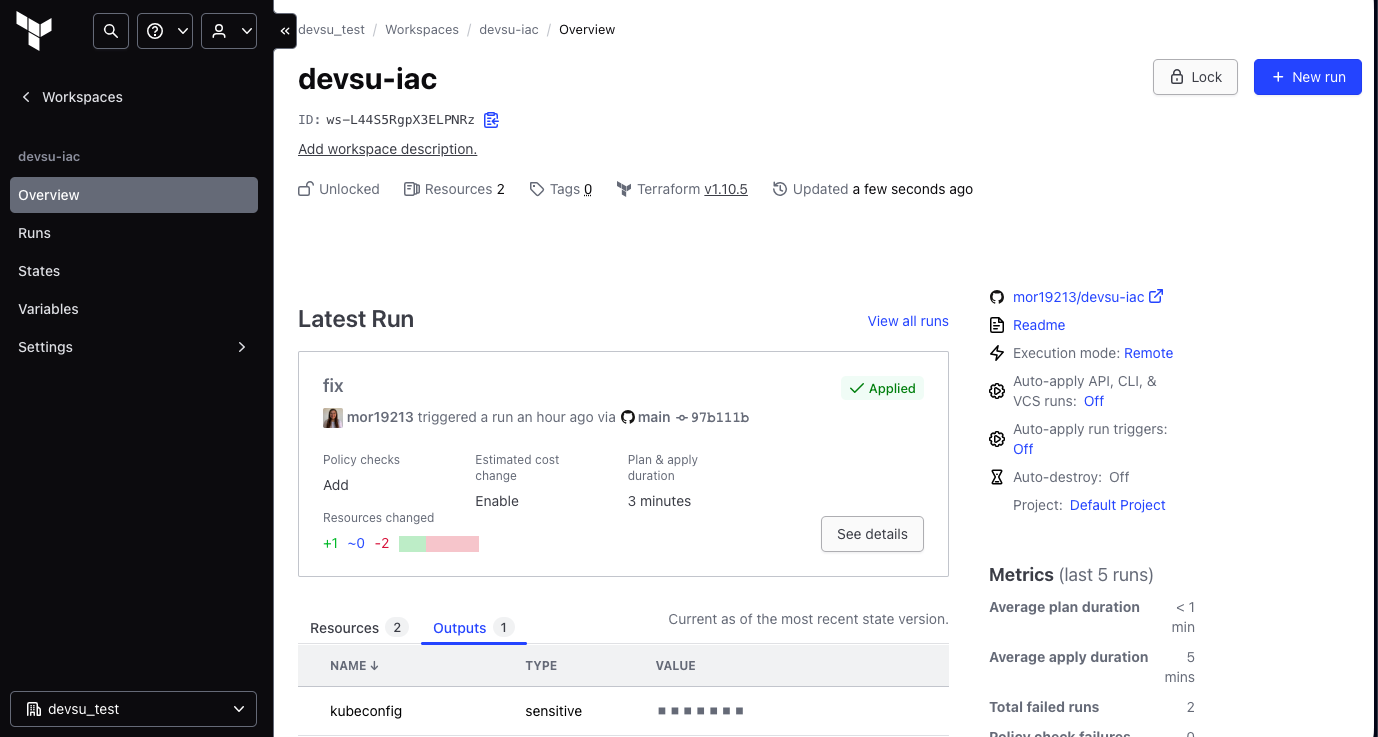 Workspaces
devsu-iac
Overview
Runs
States
Variables
Settings
devsu_test
devsu_test / Workspaces / devsu-iac / Overview
devsu-iac
Lock
+ New run
ID: ws-L44S5RgpX3ELPNRz
Add workspace description.
Unlocked Resources 2 Tags 0 Terraform v1.10.5 Updated a few seconds ago
Latest Run
View all runs
fix
Applied
mor19213 triggered a run an hour ago via main 97b111b
Policy checks
Add
Estimated cost
change
Enable
Plan & apply
duration
3 minutes
Resources changed
+1 ~0 -2
See details
Resources 2 Outputs 1
Current as of the most recent state version.
NAME ↓ TYPE VALUE
kubeconfig sensitive
mor19213/devsu-iac
Readme
Execution mode: Remote
Auto-apply API, CLI, &
VCS runs: Off
Auto-apply run triggers:
Off
Auto-destroy: Off
Project: Default Project
Metrics (last 5 runs)
Average plan duration < 1
min
Average apply duration 5
mins
Total failed runs 2
Policy check failures 0